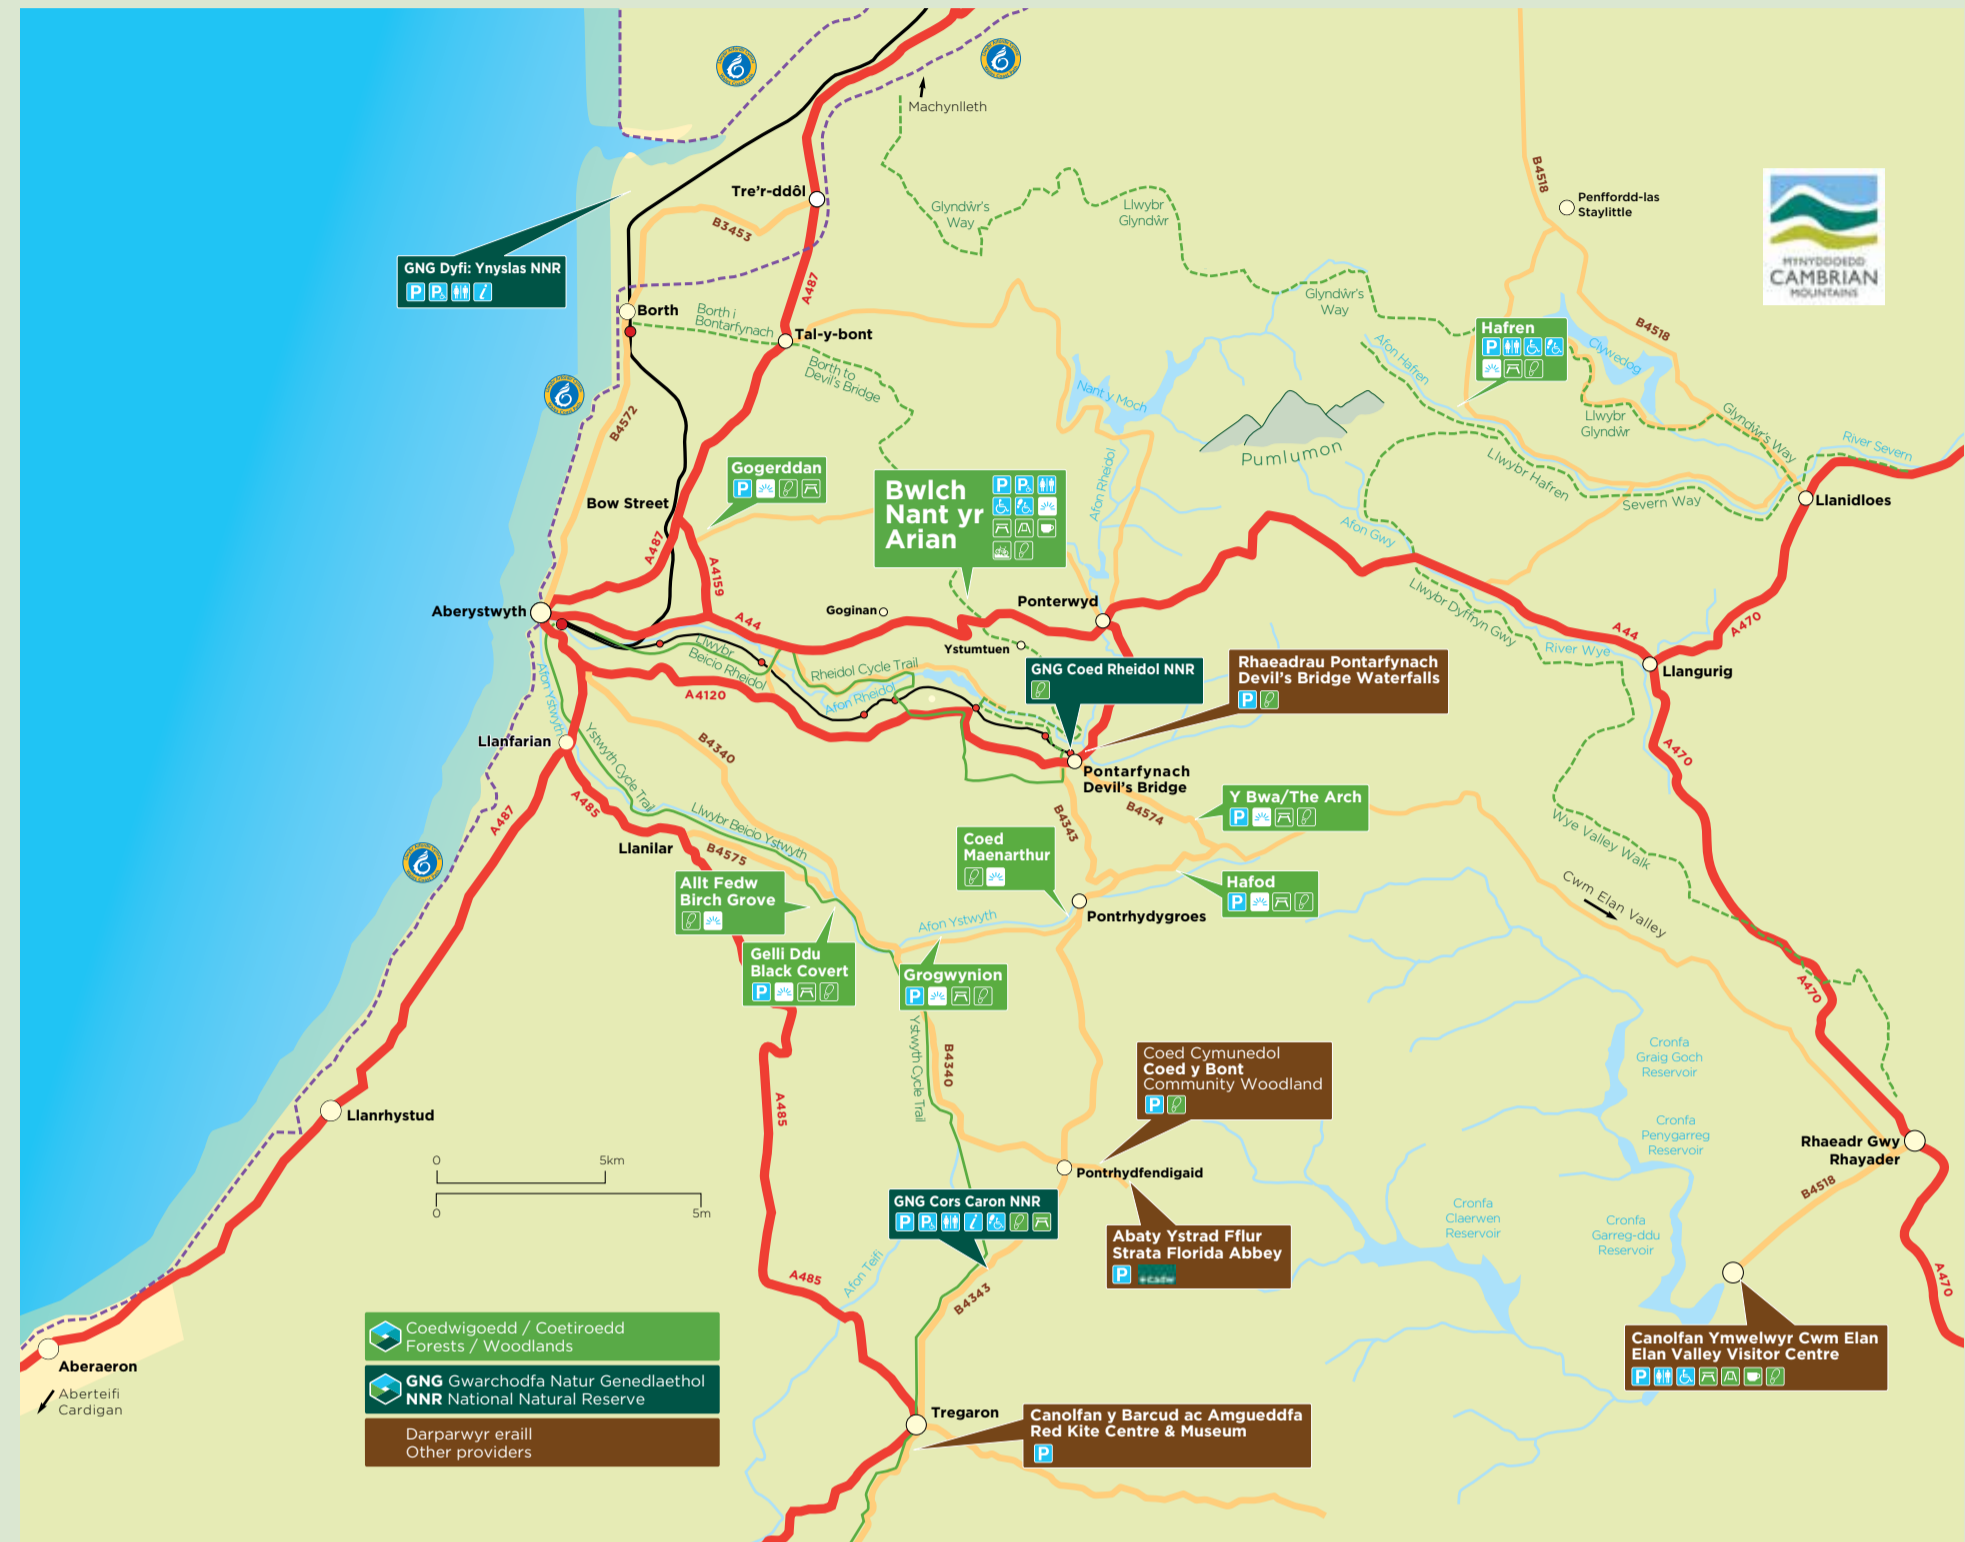 Machynlleth
Tre'r-ddôl
B3453
Glyndŵr's
Way
Llwybr
Glyndŵr
B4518
Penffordd-las
Staylittle
MYNYDDOEDD
CAMBRIAN
MOUNTAINS
GNG Dyfi: Ynyslas NNR
P P i
A487
Glyndŵr's
Way
Borth
Borth i
Bontarfynach
Tal-y-bont
Borth to
Devil's Bridge
Hafren
P
B4518
Clywedog
Afon Hafren
Nant y Moch
Llwybr
Glyndŵr
Glyndŵr's Way
B4572
Pumlumon
River Severn
Gogerddan
P
Bow Street
Bwlch
Nant yr
Arian
P P
Afon Rheidol
Llwybr Hafren
Severn Way
Llanidloes
Afon Gwy
A487
A4159
Aberystwyth
Goginan
Ponterwyd
A44
Llwybr Dyffryn Gwy
A44
A470
River Wye
Ystumtuen
Llwybr
Beicio Rheidol
Rheidol Cycle Trail
Afon Rheidol
GNG Coed Rheidol NNR
Rhaeadrau Pontarfynach
Devil's Bridge Waterfalls
P
Llangurig
A4120
Afon Ystwyth
Llanfarian
B4340
A470
Ystwyth Cycle Trail
Pontarfynach
Devil's Bridge
Y Bwa/The Arch
P
B4574
B4343
A487
A485
Llwybr Beicio Ystwyth
Llanilar
B4575
Wye Valley Walk
Coed
Maenarthur
Allt Fedw
Birch Grove
Hafod
P
Cwm Elan Valley
Pontrhydygroes
Afon Ystwyth
Gelli Ddu
Black Covert
P
Grogwynion
P
A470
Ystwyth Cycle Trail
B4340
Cronfa
Graig Goch
Reservoir
Coed Cymunedol
Coed y Bont
Community Woodland
P
A485
Llanrhystud
Cronfa
Penygarreg
Reservoir
Rhaeadr Gwy
Rhayader
0 5km
0 5m
Pontrhydfendigaid
B4518
GNG Cors Caron NNR
P P i
Cronfa
Claerwen
Reservoir
Cronfa
Garreg-ddu
Reservoir
Abaty Ystrad Fflur
Strata Florida Abbey
P Cadw
Afon Teifi
A485
B4343
A470
Coedwigoedd / Coetiroedd
Forests / Woodlands
Canolfan Ymwelwyr Cwm Elan
Elan Valley Visitor Centre
P
Aberaeron
Aberteifi
Cardigan
GNG Gwarchodfa Natur Genedlaethol
NNR National Natural Reserve
Darparwyr eraill
Other providers
Tregaron
Canolfan y Barcud ac Amgueddfa
Red Kite Centre & Museum
P